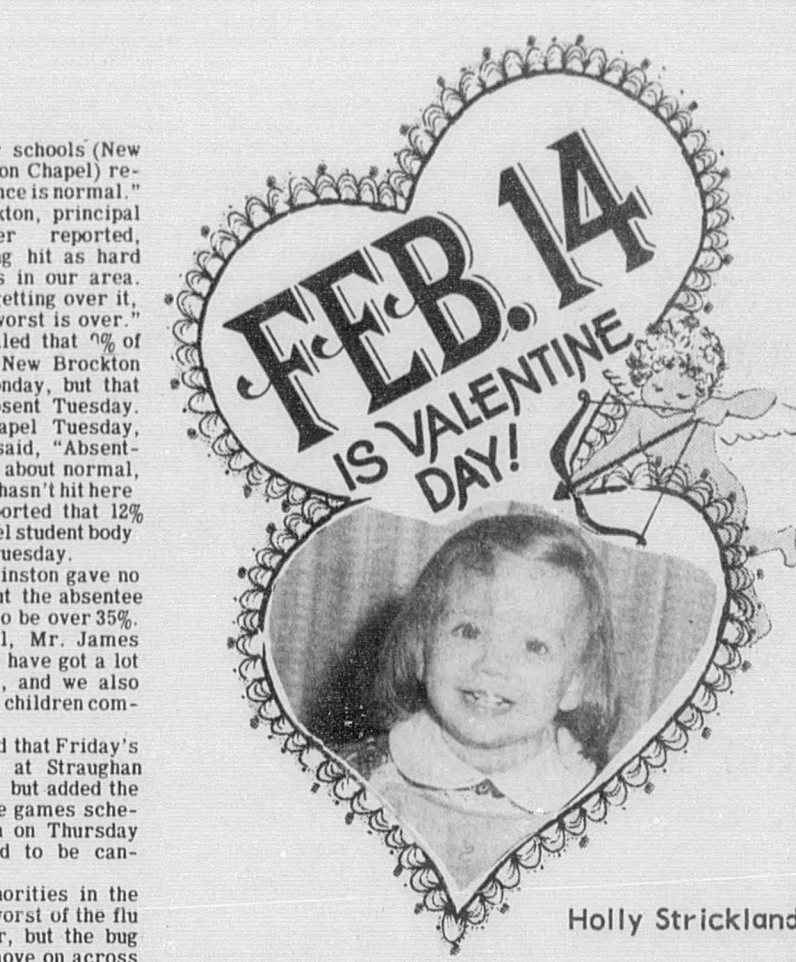 schools (New
on Chapel) re-
nce is normal."
kton, principal
er reported,
g hit as hard
s in our area.
getting over it,
worst is over."
led that % of
New Brockton
nday, but that
sent Tuesday.
apel Tuesday,
said, "Absent-
about normal,
hasn't hit here
orted that 12%
el student body
uesday.
inston gave no
t the absentee
o be over 35%.
l, Mr. James
have got a lot
, and we also
children com-
d that Friday's
at Straughan
but added the
e games sche-
on Thursday
d to be can-
orities in the
orst of the flu
r, but the bug
ove on across
FEB. 14
IS VALENTINE
DAY!
Holly Strickland